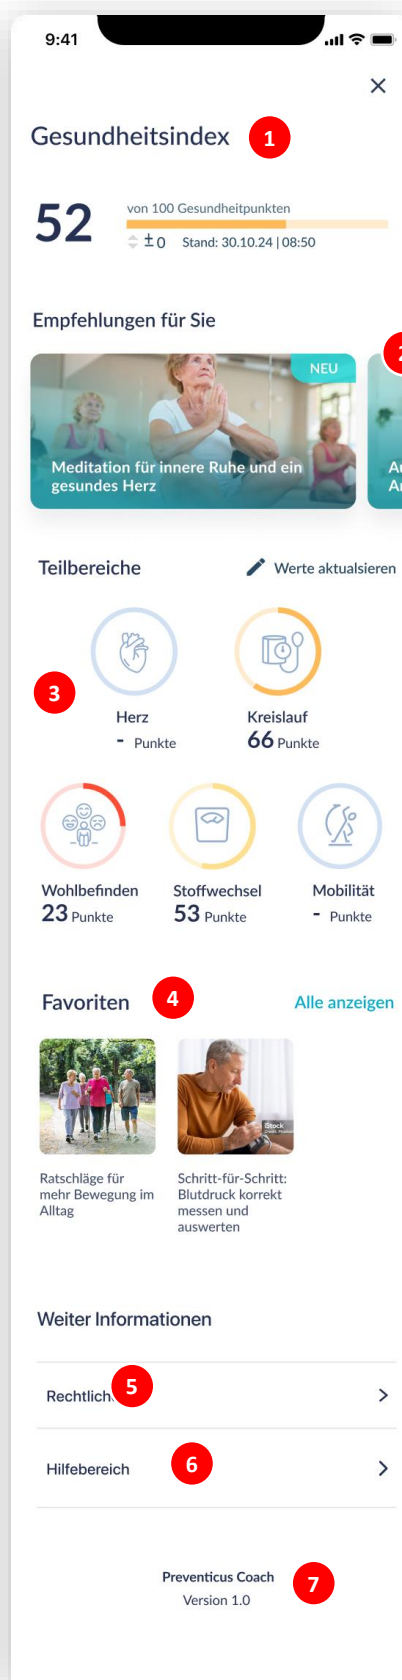 9:41
Gesundheitsindex
1
52
von 100 Gesundheitpunkten
± 0 Stand: 30.10.24 | 08:50
Empfehlungen für Sie
2
NEU
Meditation für innere Ruhe und ein
gesundes Herz
Teilbereiche
Werte aktualsieren
3
Herz
- Punkte
Kreislauf
66 Punkte
Wohlbefinden
23 Punkte
Stoffwechsel
53 Punkte
Mobilität
- Punkte
Favoriten
4
Alle anzeigen
iStock
Ratschläge für
mehr Bewegung im
Alltag
Schritt-für-Schritt:
Blutdruck korrekt
messen und
auswerten
Weiter Informationen
5
Hilfebereich
6
Preventicus Coach
7
Version 1.0